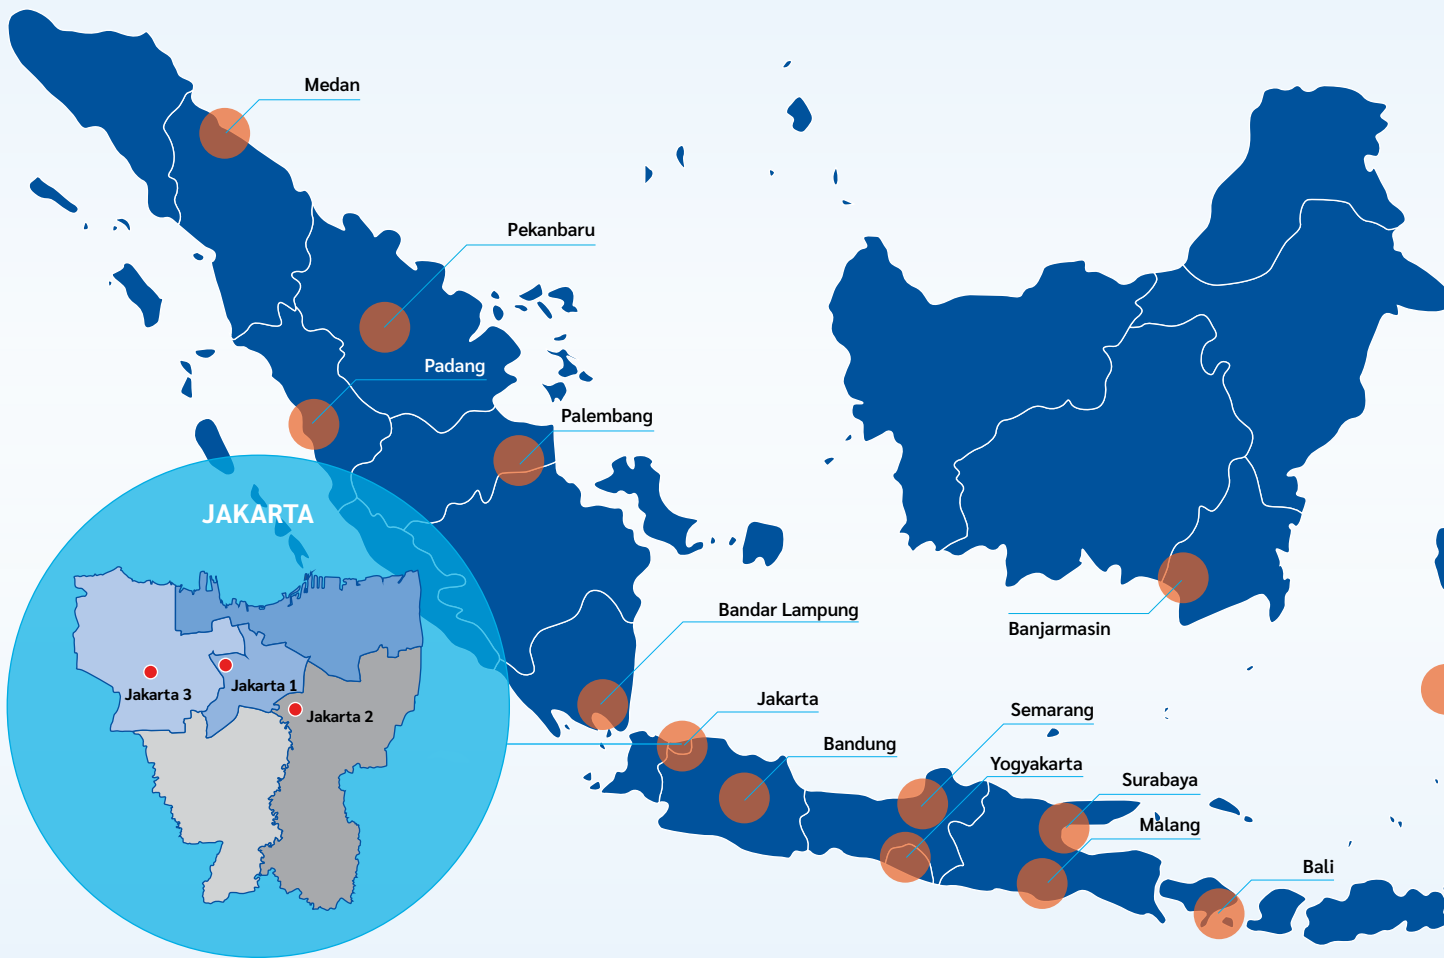 Medan
Pekanbaru
Padang
Palembang
JAKARTA
Jakarta 3
Jakarta 1
Jakarta 2
Bandar Lampung
Jakarta
Bandung
Banjarmasin
Semarang
Yogyakarta
Surabaya
Malang
Bali